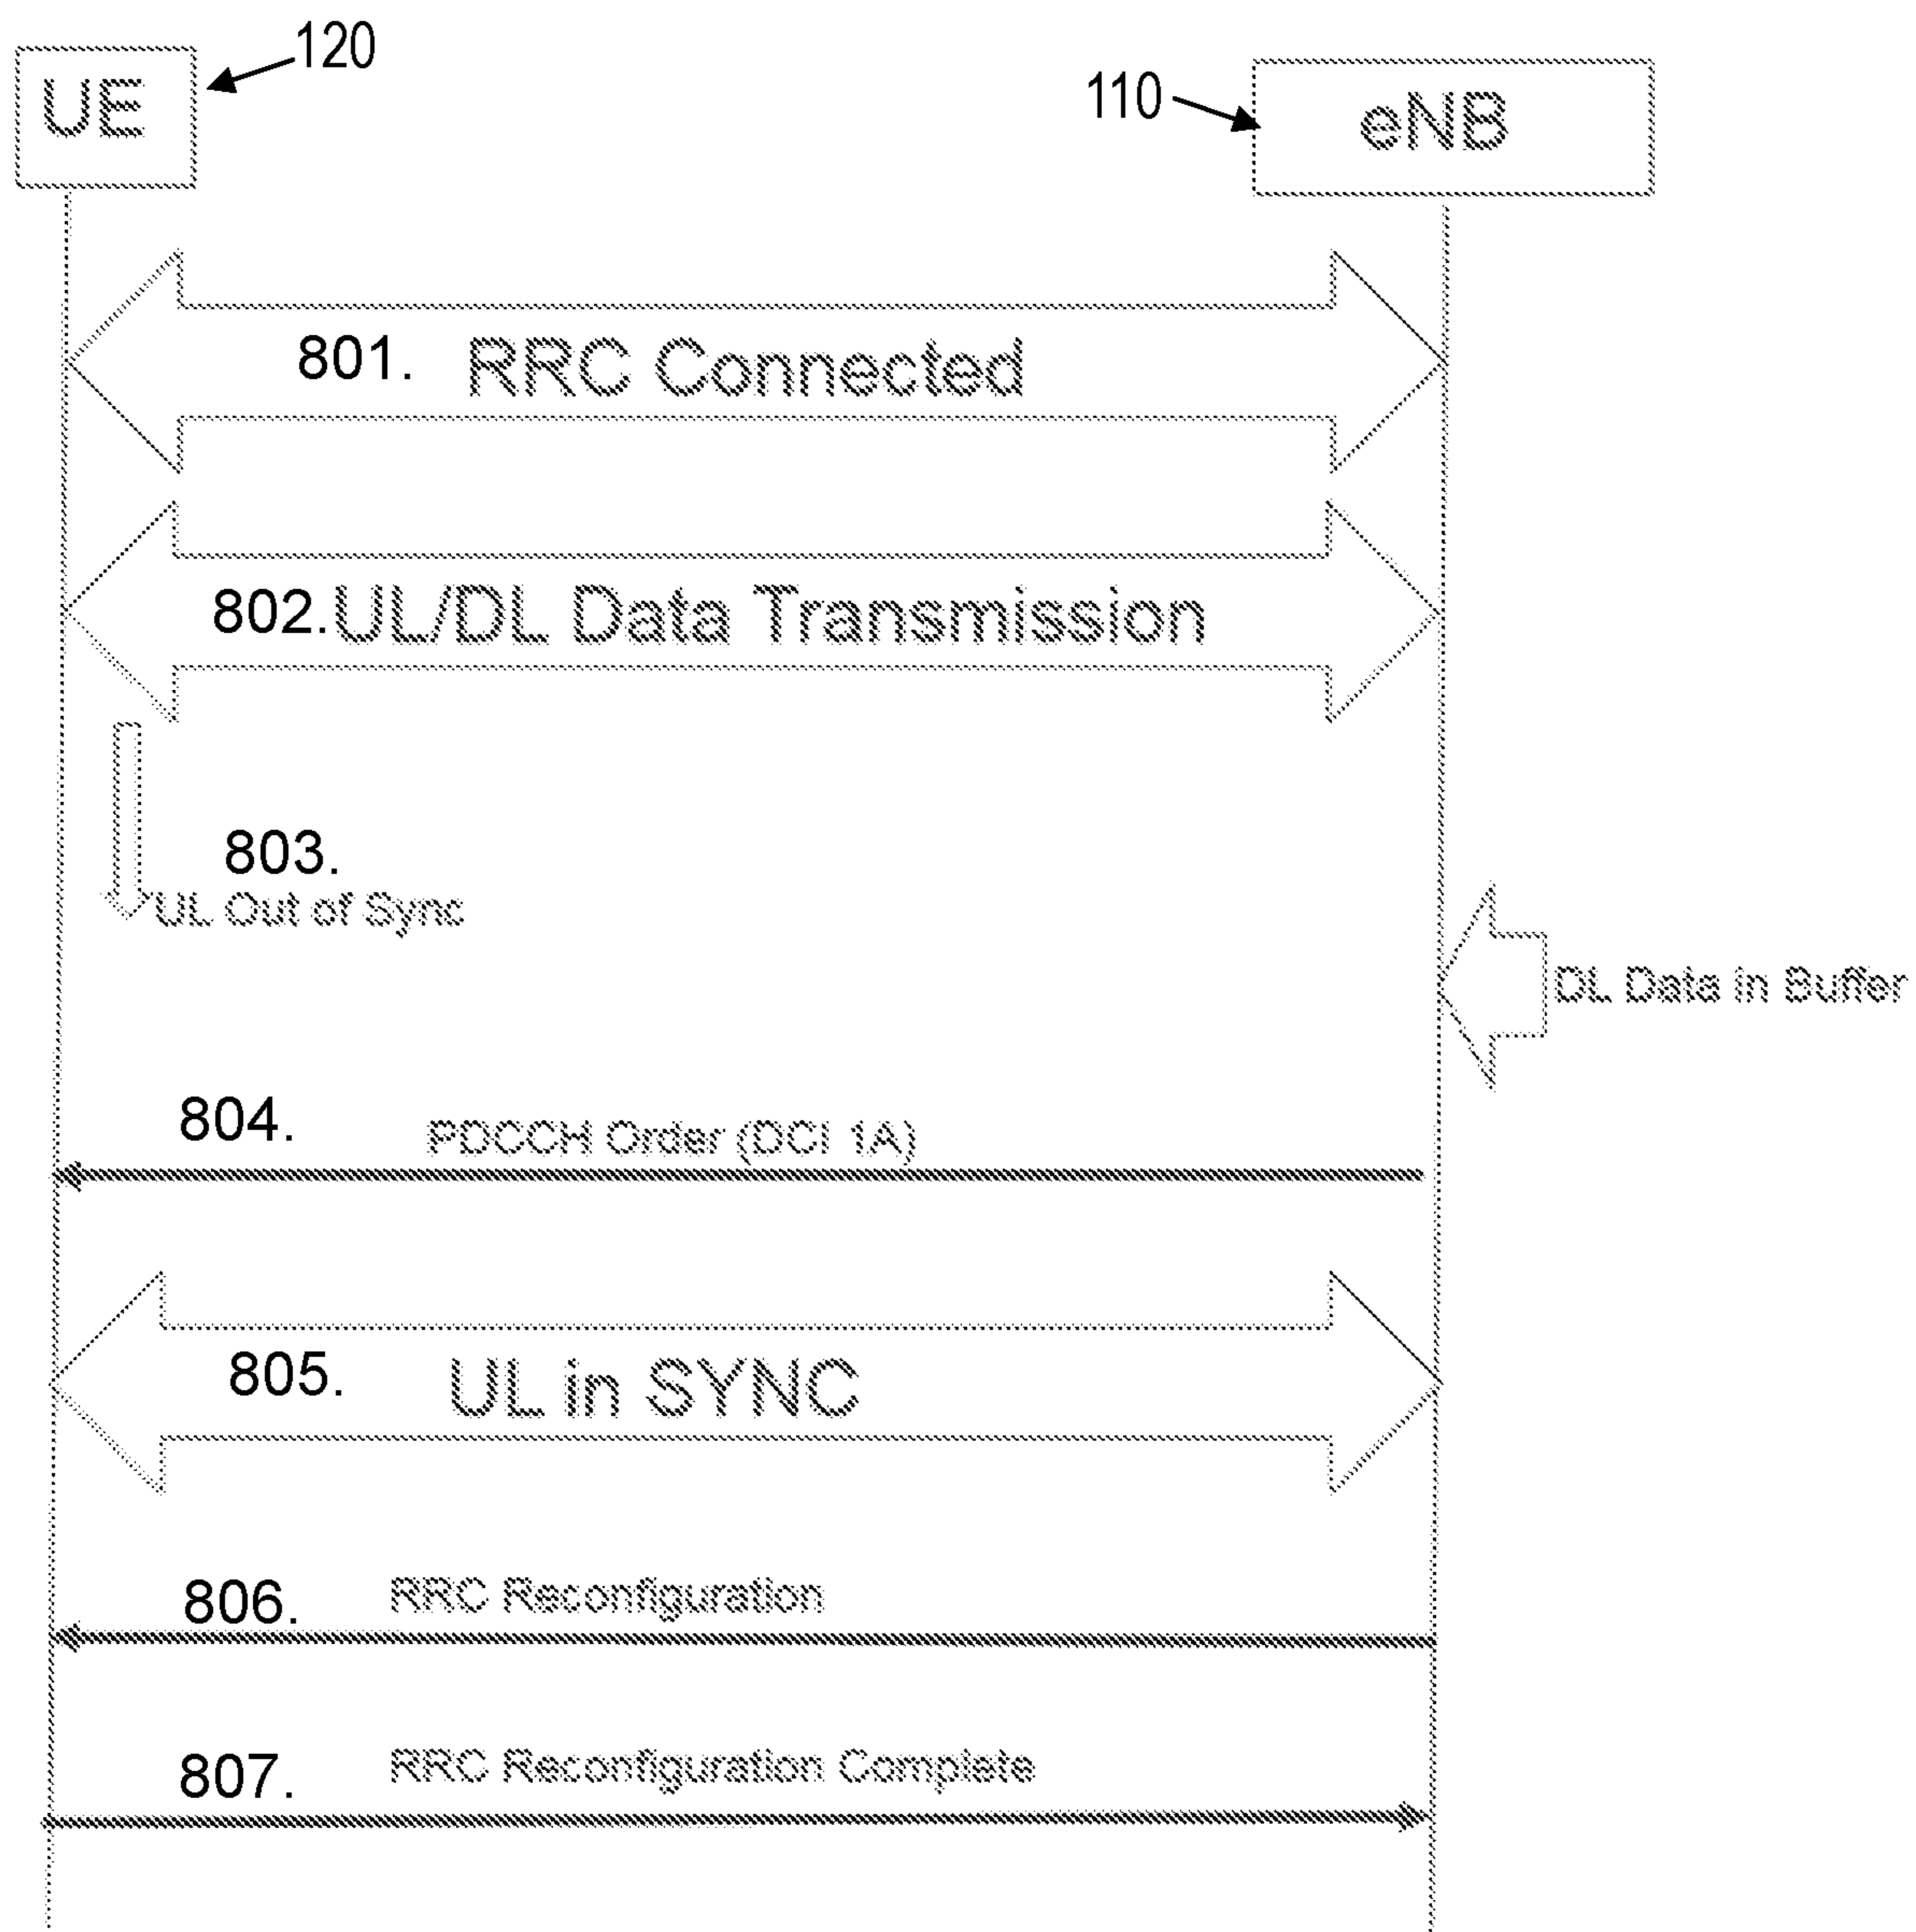 120
UE
110
eNB
801. RRC Connected
802. UL/DL Data Transmission
803.
UL Out of Sync
DL Data in Buffer
804. PDCCH Order (DCI 1A)
805. UL in SYNC
806. RRC Reconfiguration
807. RRC Reconfiguration Complete